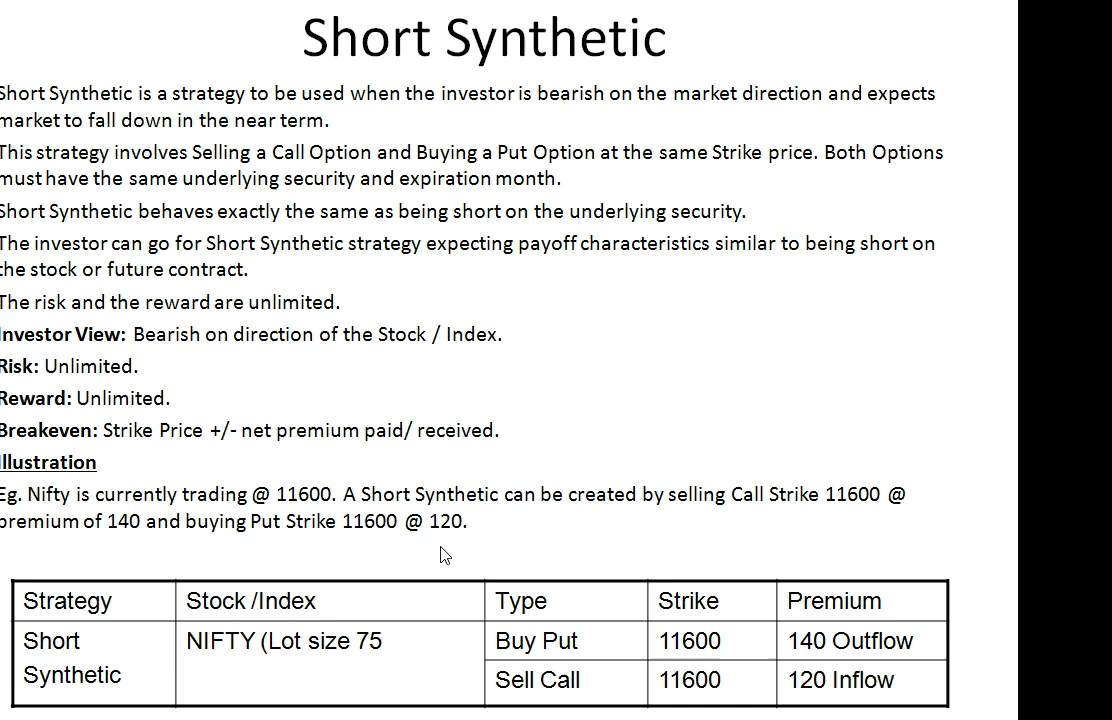 Short Synthetic
Short Synthetic is a strategy to be used when the investor is bearish on the market direction and expects
market to fall down in the near term.
This strategy involves Selling a Call Option and Buying a Put Option at the same Strike price. Both Options
must have the same underlying security and expiration month.
Short Synthetic behaves exactly the same as being short on the underlying security.
The investor can go for Short Synthetic strategy expecting payoff characteristics similar to being short on
the stock or future contract.
The risk and the reward are unlimited.
Investor View: Bearish on direction of the Stock / Index.
Risk: Unlimited.
Reward: Unlimited.
Breakeven: Strike Price +/- net premium paid/ received.
Illustration
Eg. Nifty is currently trading @ 11600. A Short Synthetic can be created by selling Call Strike 11600 @
premium of 140 and buying Put Strike 11600 @ 120.
Strategy Stock /Index Type Strike Premium
Short NIFTY (Lot size 75 Buy Put 11600 140 Outflow
Synthetic
Sell Call 11600 120 Inflow